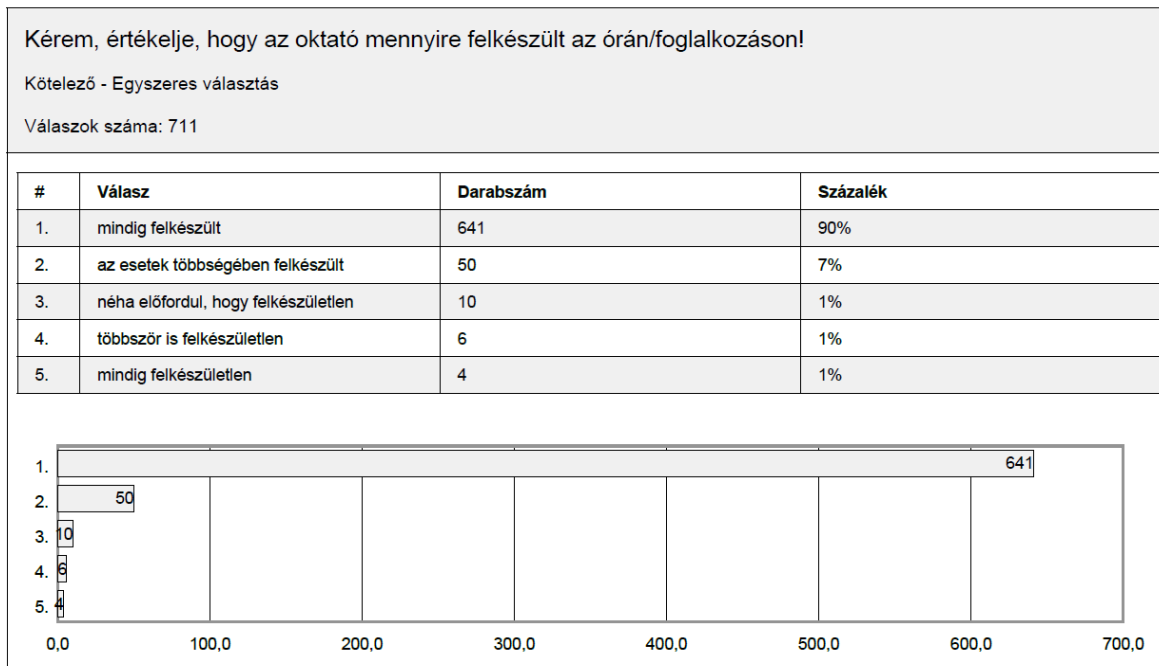 Kérem, értékelje, hogy az oktató mennyire felkészült az órán/foglalkozáson!
Kötelező - Egyszeres választás
Válaszok száma: 711
# Válasz Darabszám Százalék
1. mindig felkészült 641 90%
2. az esetek többségében felkészült 50 7%
3. néha előfordul, hogy felkészületlen 10 1%
4. többször is felkészületlen 6 1%
5. mindig felkészületlen 4 1%
1. 641
2. 50
3. 10
4. 6
5. 4
0,0 100,0 200,0 300,0 400,0 500,0 600,0 700,0